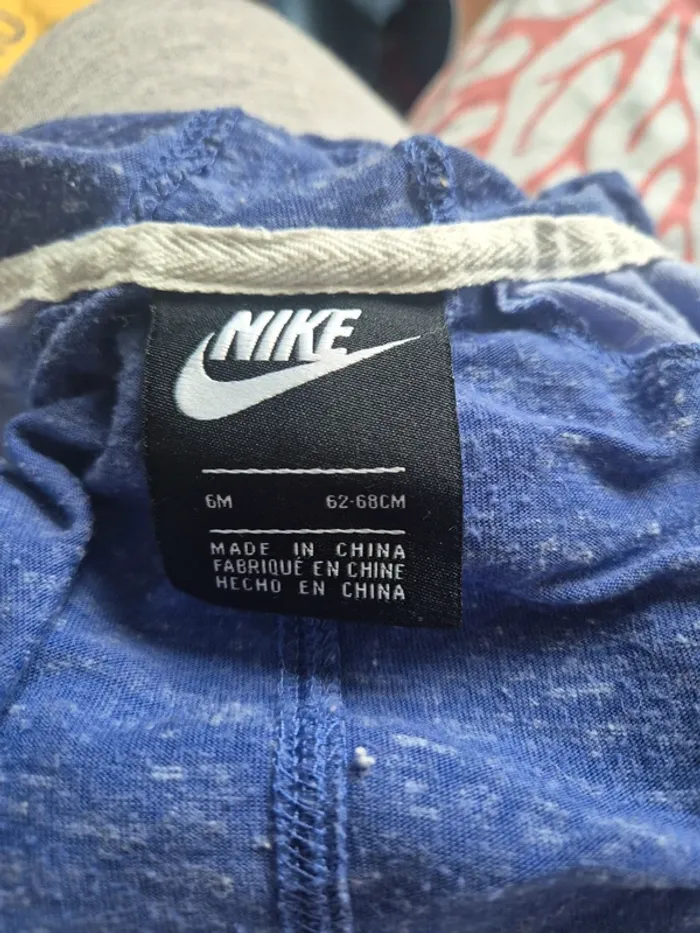 NIKE
6M 62-68CM
MADE IN CHINA
FABRIQUÉ EN CHINE
HECHO EN CHINA